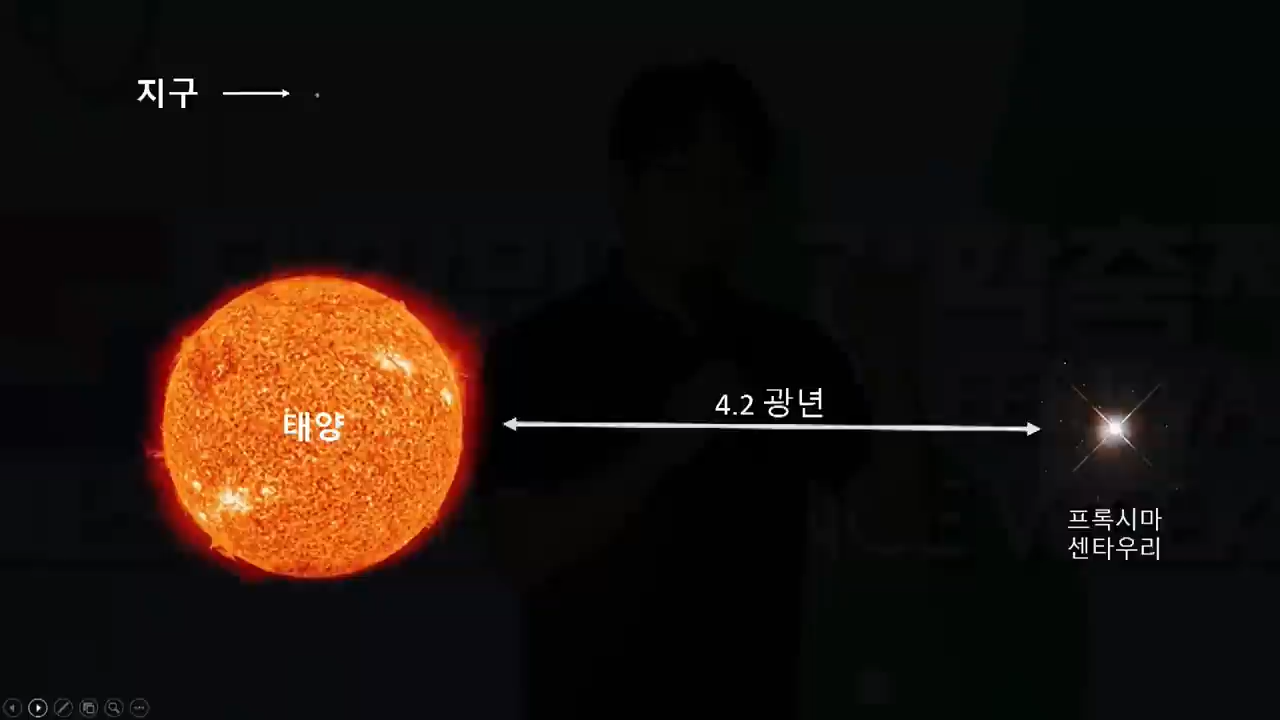 지구
4.2 광년
태양
프록시마
센타우리